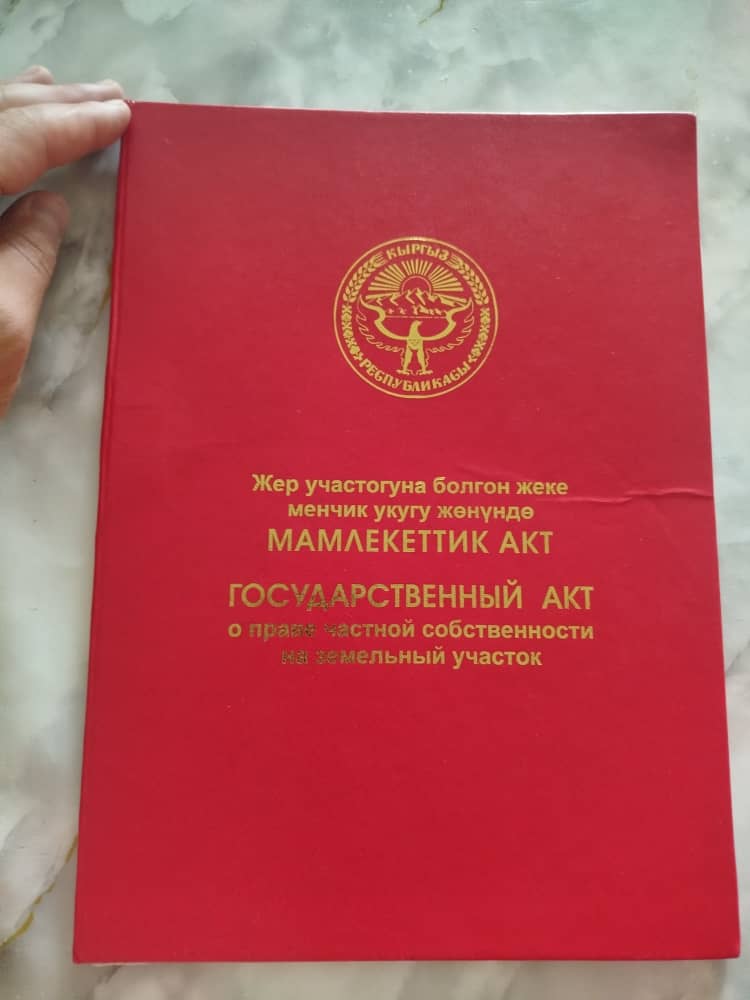 КЫРГЫЗ
РЕСПУБЛИКАСЫ
Жер участогуна болгон жеке
менчик укугу жөнүндө
МАМЛЕКЕТТИК АКТ
ГОСУДАРСТВЕННЫЙ АКТ
о праве частной собственности
на земельный участок